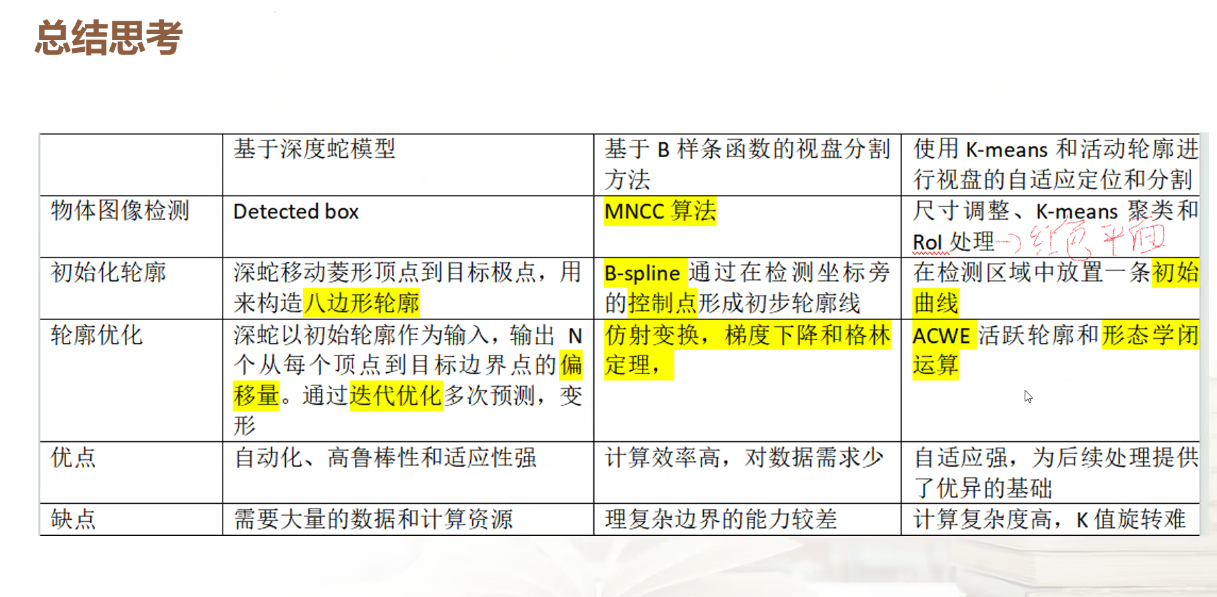 总结思考
基于深度蛇模型
基于 B 样条函数的视盘分割
方法
使用 K-means 和活动轮廓进
行视盘的自适应定位和分割
物体图像检测
Detected box
MNCC 算法
尺寸调整、K-means 聚类和
RoI 处理→红色平面
初始化轮廓
深蛇移动菱形顶点到目标极点，用
来构造八边形轮廓
B-spline 通过在检测坐标旁
的控制点形成初步轮廓线
在检测区域中放置一条初始
曲线
轮廓优化
深蛇以初始轮廓作为输入，输出 N
个从每个顶点到目标边界点的偏
移量。通过迭代优化多次预测，变
形
仿射变换，梯度下降和格林
定理，
ACWE 活跃轮廓和形态学闭
运算
优点
自动化、高鲁棒性和适应性强
计算效率高，对数据需求少
自适应强，为后续处理提供
了优异的基础
缺点
需要大量的数据和计算资源
理复杂边界的能力较差
计算复杂度高，K 值旋转难